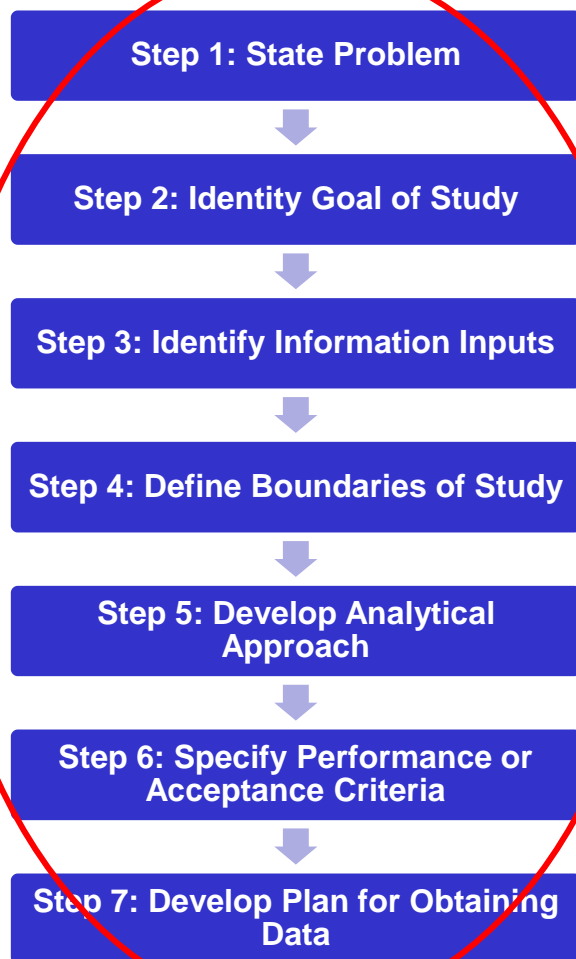 Step 1: State Problem
Step 2: Identity Goal of Study
Step 3: Identify Information Inputs
Step 4: Define Boundaries of Study
Step 5: Develop Analytical
Approach
Step 6: Specify Performance or
Acceptance Criteria
Step 7: Develop Plan for Obtaining
Data